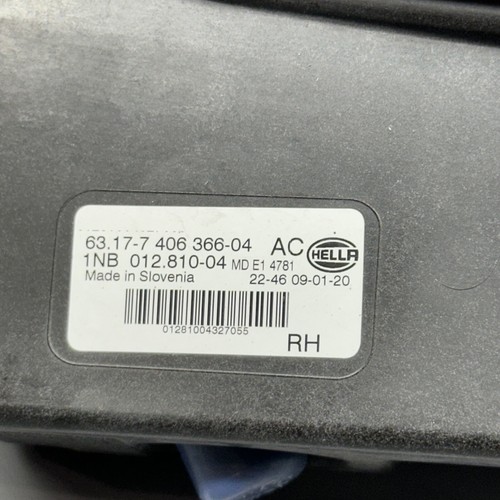 63.17-7 406 366-04 AC HELLA
1NB 012.810-04 MD E1 4781
Made in Slovenia 22-46 09-01-20
01281004327055
RH